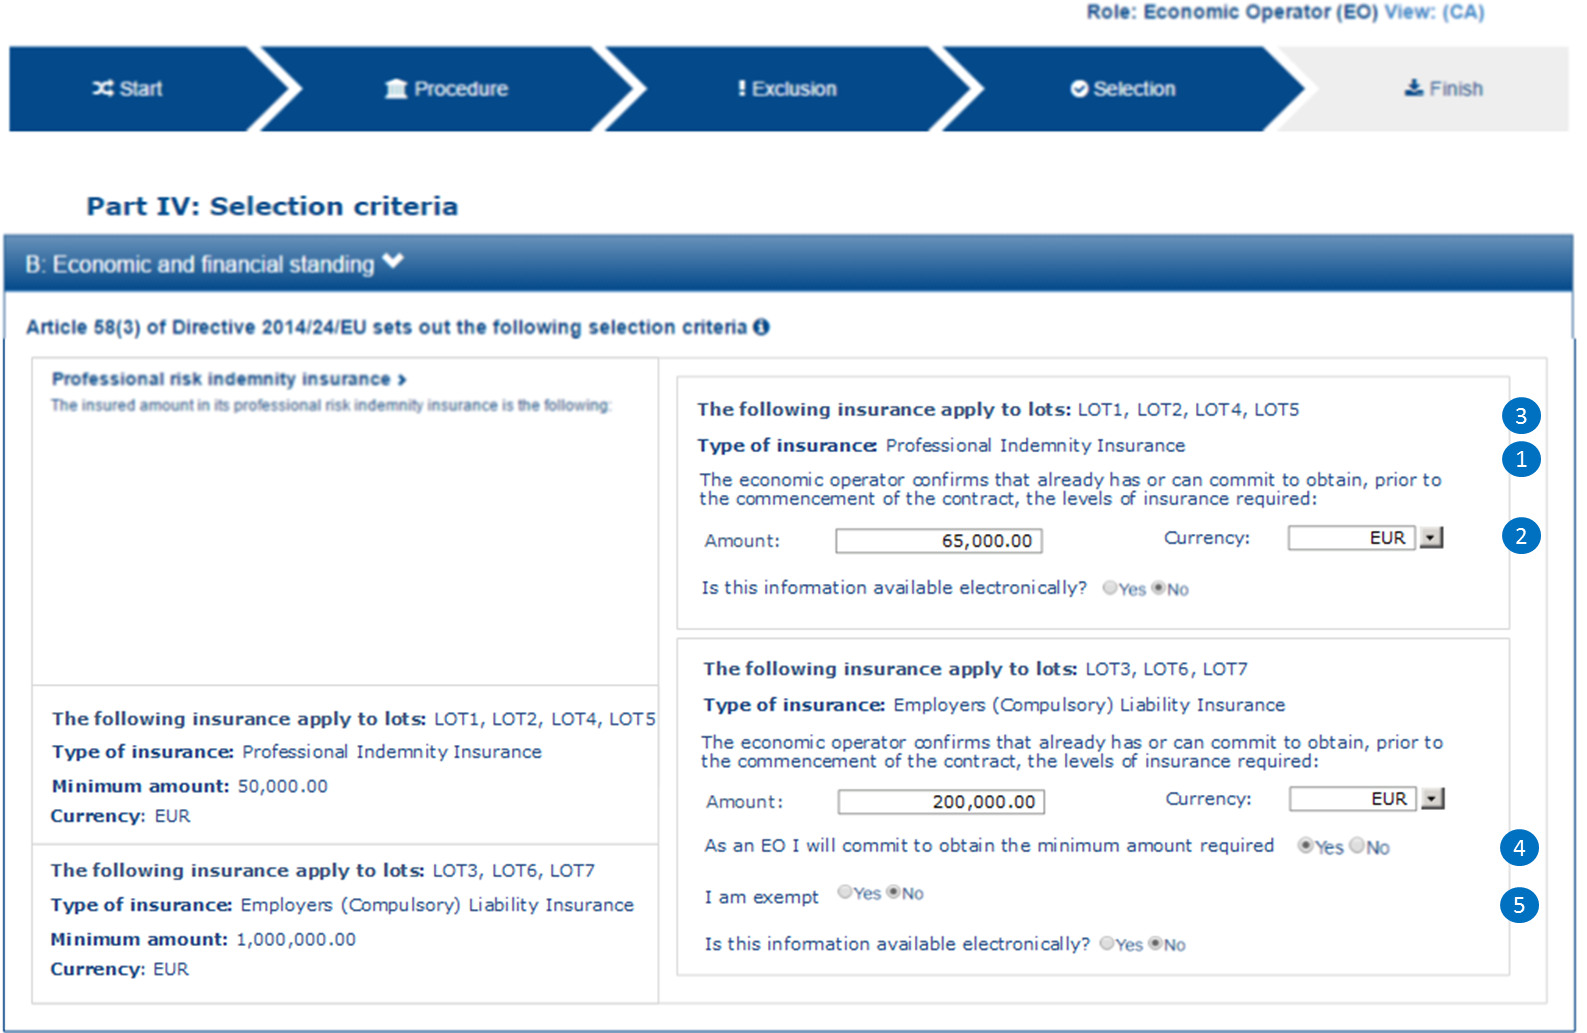 Role: Economic Operator (EO) View: (CA)
Start
Procedure
Exclusion
Selection
Finish
Part IV: Selection criteria
B: Economic and financial standing
Article 58(3) of Directive 2014/24/EU sets out the following selection criteria
Professional risk indemnity insurance >
The insured amount in its professional risk indemnity insurance is the following:
The following insurance apply to lots: LOT1, LOT2, LOT4, LOT5
Type of insurance: Professional Indemnity Insurance
Minimum amount: 50,000.00
Currency: EUR
The following insurance apply to lots: LOT3, LOT6, LOT7
Type of insurance: Employers (Compulsory) Liability Insurance
Minimum amount: 1,000,000.00
Currency: EUR
The following insurance apply to lots: LOT1, LOT2, LOT4, LOT5
3
Type of insurance: Professional Indemnity Insurance
1
The economic operator confirms that already has or can commit to obtain, prior to
the commencement of the contract, the levels of insurance required:
Amount: 65,000.00 Currency: EUR
2
Is this information available electronically? Yes No
The following insurance apply to lots: LOT3, LOT6, LOT7
Type of insurance: Employers (Compulsory) Liability Insurance
The economic operator confirms that already has or can commit to obtain, prior to
the commencement of the contract, the levels of insurance required:
Amount: 200,000.00 Currency: EUR
As an EO I will commit to obtain the minimum amount required Yes No
4
I am exempt Yes No
5
Is this information available electronically? Yes No